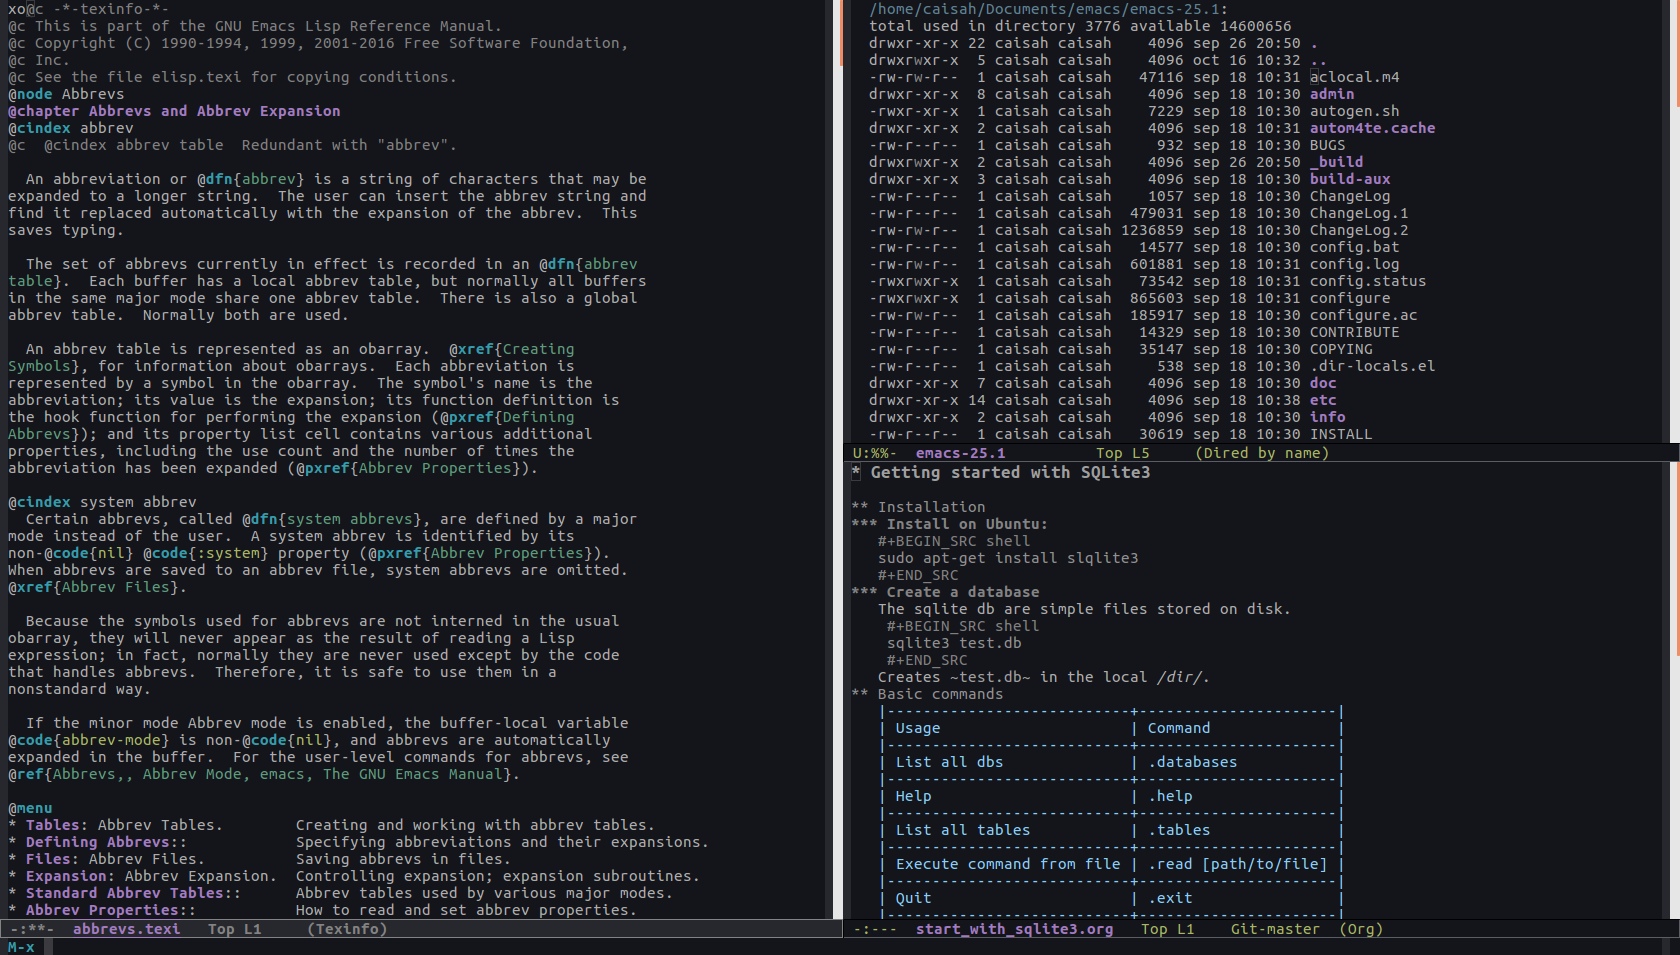 xo@c -*-texinfo-*-
@c This is part of the GNU Emacs Lisp Reference Manual.
@c Copyright (C) 1990-1994, 1999, 2001-2016 Free Software Foundation,
@c Inc.
@c See the file elisp.texi for copying conditions.
@node Abbrevs
@chapter Abbrevs and Abbrev Expansion
@cindex abbrev
@c  @cindex abbrev table  Redundant with "abbrev".

  An abbreviation or @dfn{abbrev} is a string of characters that may be
expanded to a longer string.  The user can insert the abbrev string and
find it replaced automatically with the expansion of the abbrev.  This
saves typing.

  The set of abbrevs currently in effect is recorded in an @dfn{abbrev
table}.  Each buffer has a local abbrev table, but normally all buffers
in the same major mode share one abbrev table.  There is also a global
abbrev table.  Normally both are used.

  An abbrev table is represented as an obarray.  @xref{Creating
Symbols}, for information about obarrays.  Each abbreviation is
represented by a symbol in the obarray.  The symbol's name is the
abbreviation; its value is the expansion; its function definition is
the hook function for performing the expansion (@pxref{Defining
Abbrevs}); and its property list cell contains various additional
properties, including the use count and the number of times the
abbreviation has been expanded (@pxref{Abbrev Properties}).

@cindex system abbrev
  Certain abbrevs, called @dfn{system abbrevs}, are defined by a major
mode instead of the user.  A system abbrev is identified by its
non-@code{nil} @code{:system} property (@pxref{Abbrev Properties}).
When abbrevs are saved to an abbrev file, system abbrevs are omitted.
@xref{Abbrev Files}.

  Because the symbols used for abbrevs are not interned in the usual
obarray, they will never appear as the result of reading a Lisp
expression; in fact, normally they are never used except by the code
that handles abbrevs.  Therefore, it is safe to use them in a
nonstandard way.

  If the minor mode Abbrev mode is enabled, the buffer-local variable
@code{abbrev-mode} is non-@code{nil}, and abbrevs are automatically
expanded in the buffer.  For the user-level commands for abbrevs, see
@ref{Abbrevs,, Abbrev Mode, emacs, The GNU Emacs Manual}.

@menu
* Tables: Abbrev Tables.        Creating and working with abbrev tables.
* Defining Abbrevs::            Specifying abbreviations and their expansions.
* Files: Abbrev Files.          Saving abbrevs in files.
* Expansion: Abbrev Expansion.  Controlling expansion; expansion subroutines.
* Standard Abbrev Tables::      Abbrev tables used by various major modes.
* Abbrev Properties::           How to read and set abbrev properties.
-:**-  abbrevs.texi   Top L1     (Texinfo)
M-x
/home/caisah/Documents/emacs/emacs-25.1:
total used in directory 3776 available 14600656
drwxr-xr-x 22 caisah caisah    4096 sep 26 20:50 .
drwxrwxr-x  5 caisah caisah    4096 oct 16 10:32 ..
-rw-rw-r--  1 caisah caisah   47116 sep 18 10:31 aclocal.m4
drwxr-xr-x  8 caisah caisah    4096 sep 18 10:30 admin
-rwxr-xr-x  1 caisah caisah    7229 sep 18 10:30 autogen.sh
drwxr-xr-x  2 caisah caisah    4096 sep 18 10:31 autom4te.cache
-rw-r--r--  1 caisah caisah     932 sep 18 10:30 BUGS
drwxrwxr-x  2 caisah caisah    4096 sep 26 20:50 _build
drwxr-xr-x  3 caisah caisah    4096 sep 18 10:30 build-aux
-rw-r--r--  1 caisah caisah    1057 sep 18 10:30 ChangeLog
-rw-r--r--  1 caisah caisah  479031 sep 18 10:30 ChangeLog.1
-rw-rw-r--  1 caisah caisah 1236859 sep 18 10:30 ChangeLog.2
-rw-r--r--  1 caisah caisah   14577 sep 18 10:30 config.bat
-rw-rw-r--  1 caisah caisah  601881 sep 18 10:31 config.log
-rwxrwxr-x  1 caisah caisah   73542 sep 18 10:31 config.status
-rwxrwxr-x  1 caisah caisah  865603 sep 18 10:31 configure
-rw-rw-r--  1 caisah caisah  185917 sep 18 10:30 configure.ac
-rw-r--r--  1 caisah caisah   14329 sep 18 10:30 CONTRIBUTE
-rw-r--r--  1 caisah caisah   35147 sep 18 10:30 COPYING
-rw-r--r--  1 caisah caisah     538 sep 18 10:30 .dir-locals.el
drwxr-xr-x  7 caisah caisah    4096 sep 18 10:30 doc
drwxr-xr-x 14 caisah caisah    4096 sep 18 10:38 etc
drwxr-xr-x  2 caisah caisah    4096 sep 18 10:30 info
-rw-r--r--  1 caisah caisah   30619 sep 18 10:30 INSTALL
U:%%-  emacs-25.1          Top L5     (Dired by name)
* Getting started with SQLite3

** Installation
*** Install on Ubuntu:
   #+BEGIN_SRC shell
   sudo apt-get install slqlite3
   #+END_SRC
*** Create a database
   The sqlite db are simple files stored on disk.
    #+BEGIN_SRC shell
    sqlite3 test.db
    #+END_SRC
   Creates ~test.db~ in the local /dir/.
** Basic commands
   |---------------------------+----------------------|
   | Usage                     | Command              |
   |---------------------------+----------------------|
   | List all dbs              | .databases           |
   |---------------------------+----------------------|
   | Help                      | .help                |
   |---------------------------+----------------------|
   | List all tables           | .tables              |
   |---------------------------+----------------------|
   | Execute command from file | .read [path/to/file] |
   |---------------------------+----------------------|
   | Quit                      | .exit                |
   |---------------------------+----------------------|
-:---  start_with_sqlite3.org   Top L1    Git-master  (Org)